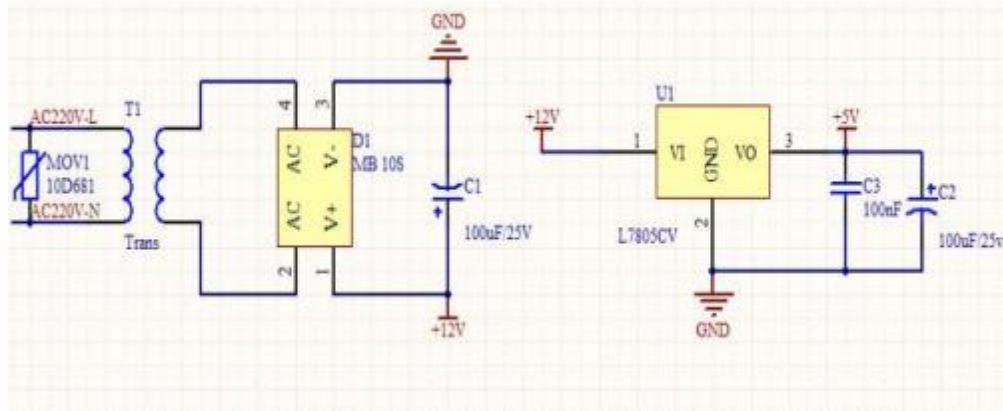 GND
AC220V-L
T1
4
3
D1
MB 10S
AC
V-
MOV1
10D681
AC220V-N
AC
V+
C1
100uF/25V
Trans
2
1
+12V
U1
+12V
1
VI
GND
VO
3
+5V
C3
100nF
C2
2
L7805CV
100uF/25v
GND